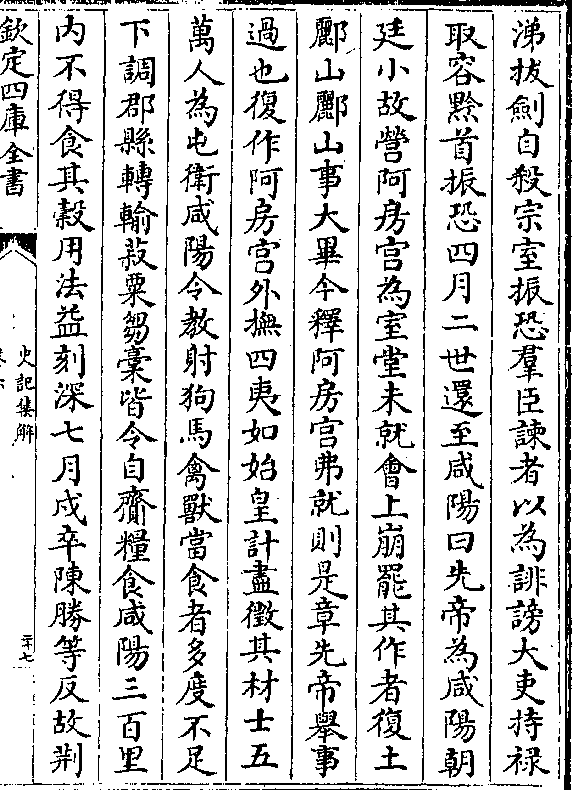 涕拔劍自殺宗室振恐羣臣諫者以為誹謗大吏持祿
取容黔首振恐四月二世還至咸陽曰先帝為咸陽朝
廷小故營阿房宫為室堂未就會上崩罷其作者復土
酈山酈山事大畢今釋阿房宫弗就則是章先帝舉事
過也復作阿房宫外撫四夷如始皇計盡徵其材士五
萬人為屯衛咸陽令教射狗馬禽獸當食者多度不足
下調郡縣轉輸菽粟芻藁皆令自齎糧食咸陽三百里
内不得食其穀用法益刻深七月戍卒陳勝等反故荆
欽定四庫全書
史記集解
二十七